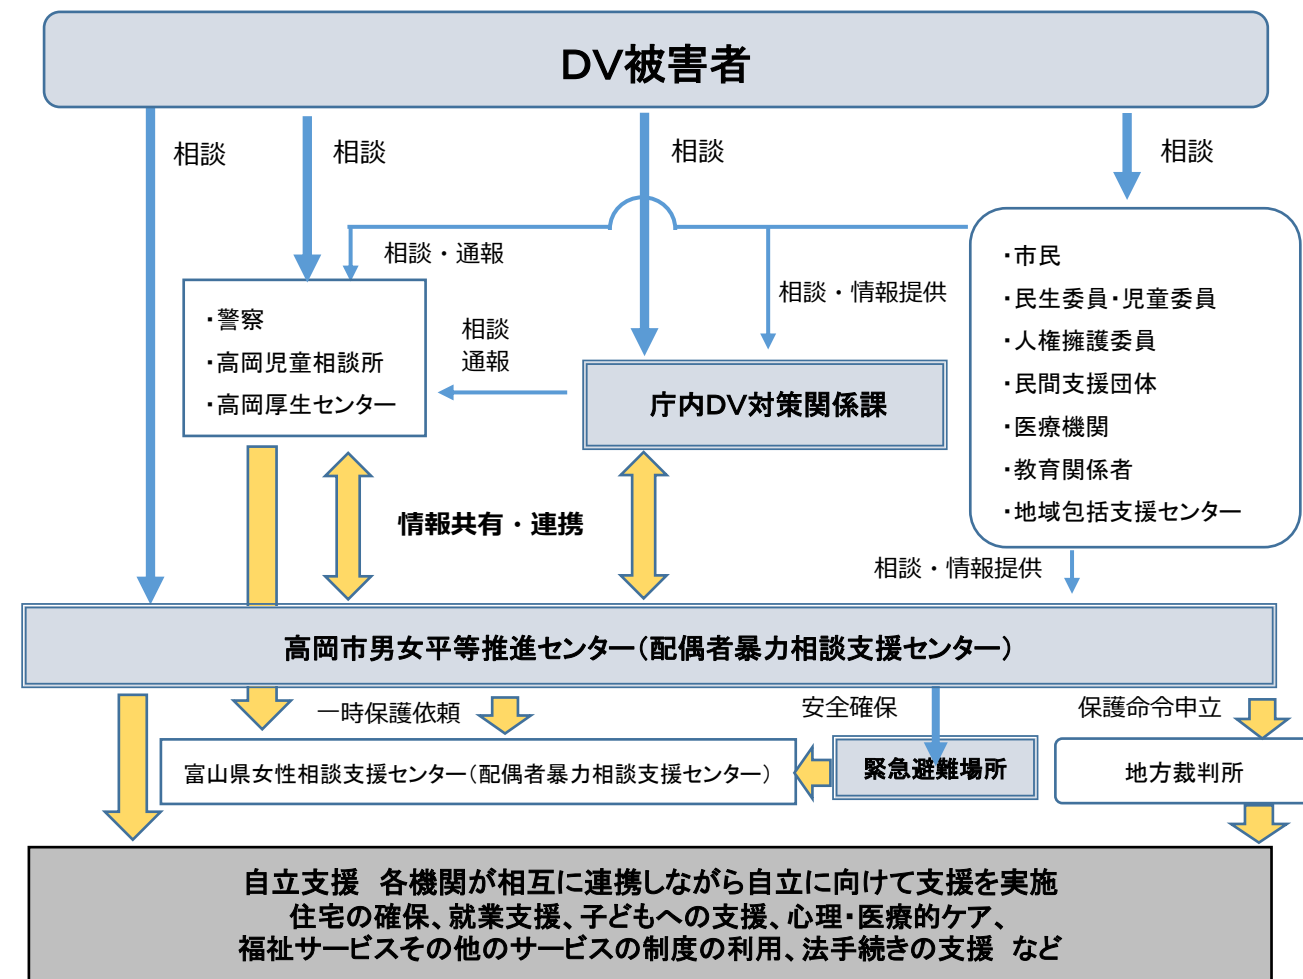 DV被害者
相談
相談
相談
相談
相談・通報
相談・情報提供
・警察
・高岡児童相談所
・高岡厚生センター
相談
通報
庁内DV対策関係課
・市民
・民生委員・児童委員
・人権擁護委員
・民間支援団体
・医療機関
・教育関係者
・地域包括支援センター
情報共有・連携
相談・情報提供
高岡市男女平等推進センター(配偶者暴力相談支援センター)
一時保護依頼
安全確保
保護命令申立
富山県女性相談支援センター(配偶者暴力相談支援センター)
緊急避難場所
地方裁判所
自立支援 各機関が相互に連携しながら自立に向けて支援を実施
住宅の確保、就業支援、子どもへの支援、心理・医療的ケア、
福祉サービスその他のサービスの制度の利用、法手続きの支援 など